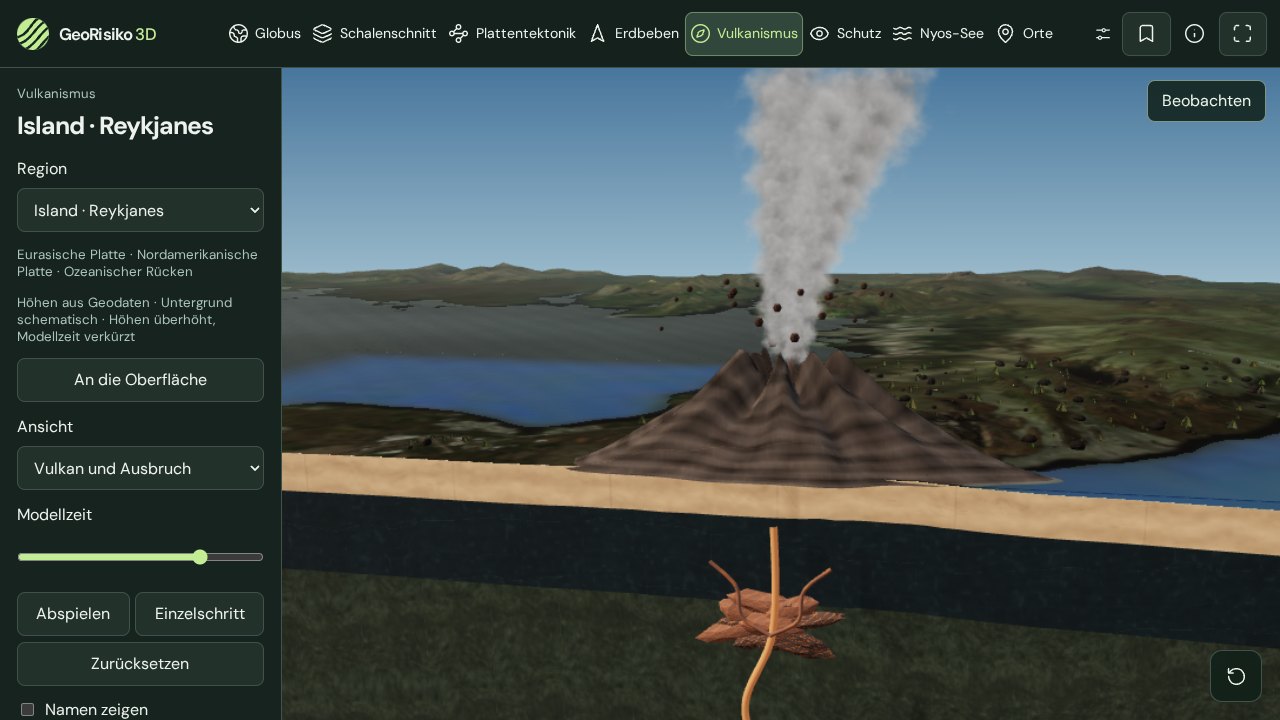 GeoRisiko 3D
Globus
Schalenschnitt
Plattentektonik
Erdbeben
Vulkanismus
Schutz
Nyos-See
Orte
Vulkanismus
Island · Reykjanes
Region
Island · Reykjanes
Eurasische Platte · Nordamerikanische
Platte · Ozeanischer Rücken
Höhen aus Geodaten · Untergrund
schematisch · Höhen überhöht,
Modellzeit verkürzt
An die Oberfläche
Ansicht
Vulkan und Ausbruch
Modellzeit
Abspielen
Einzelschritt
Zurücksetzen
Namen zeigen
Beobachten